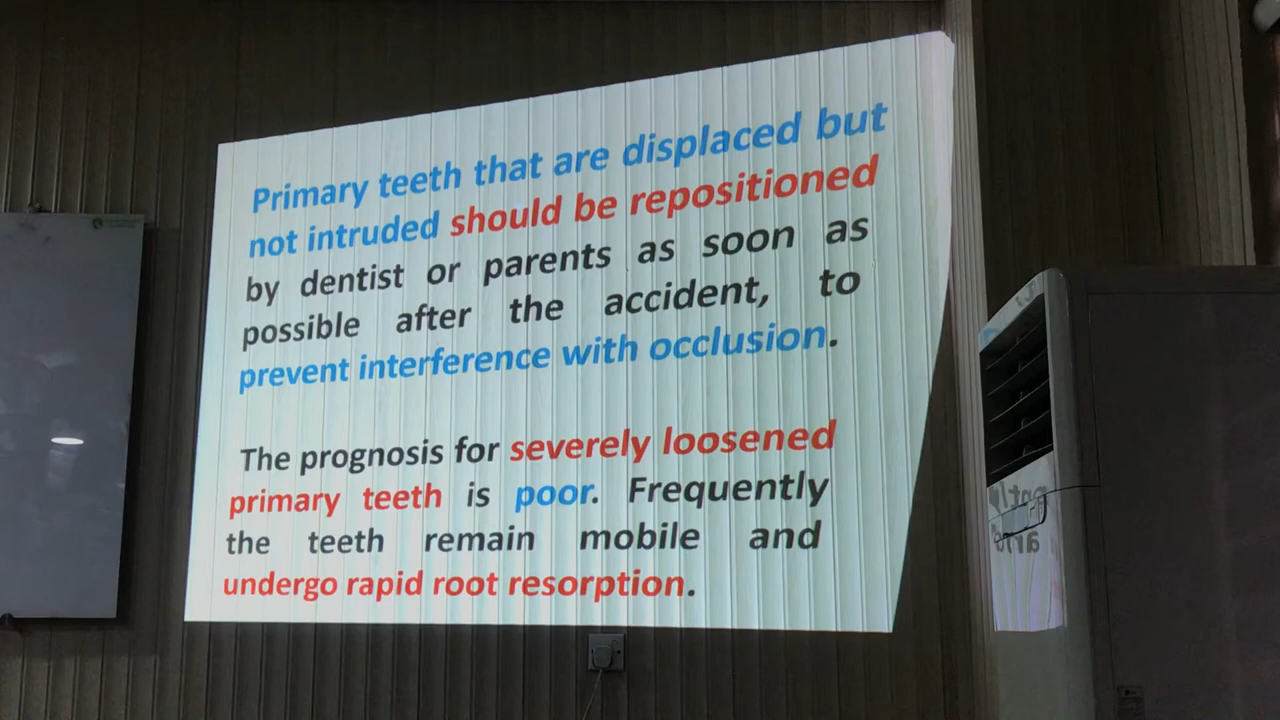 Primary teeth that are displaced but
not intruded should be repositioned
by dentist or parents as soon as
possible after the accident, to
prevent interference with occlusion.
The prognosis for severely loosened
primary teeth is poor. Frequently
the teeth remain mobile and
undergo rapid root resorption.